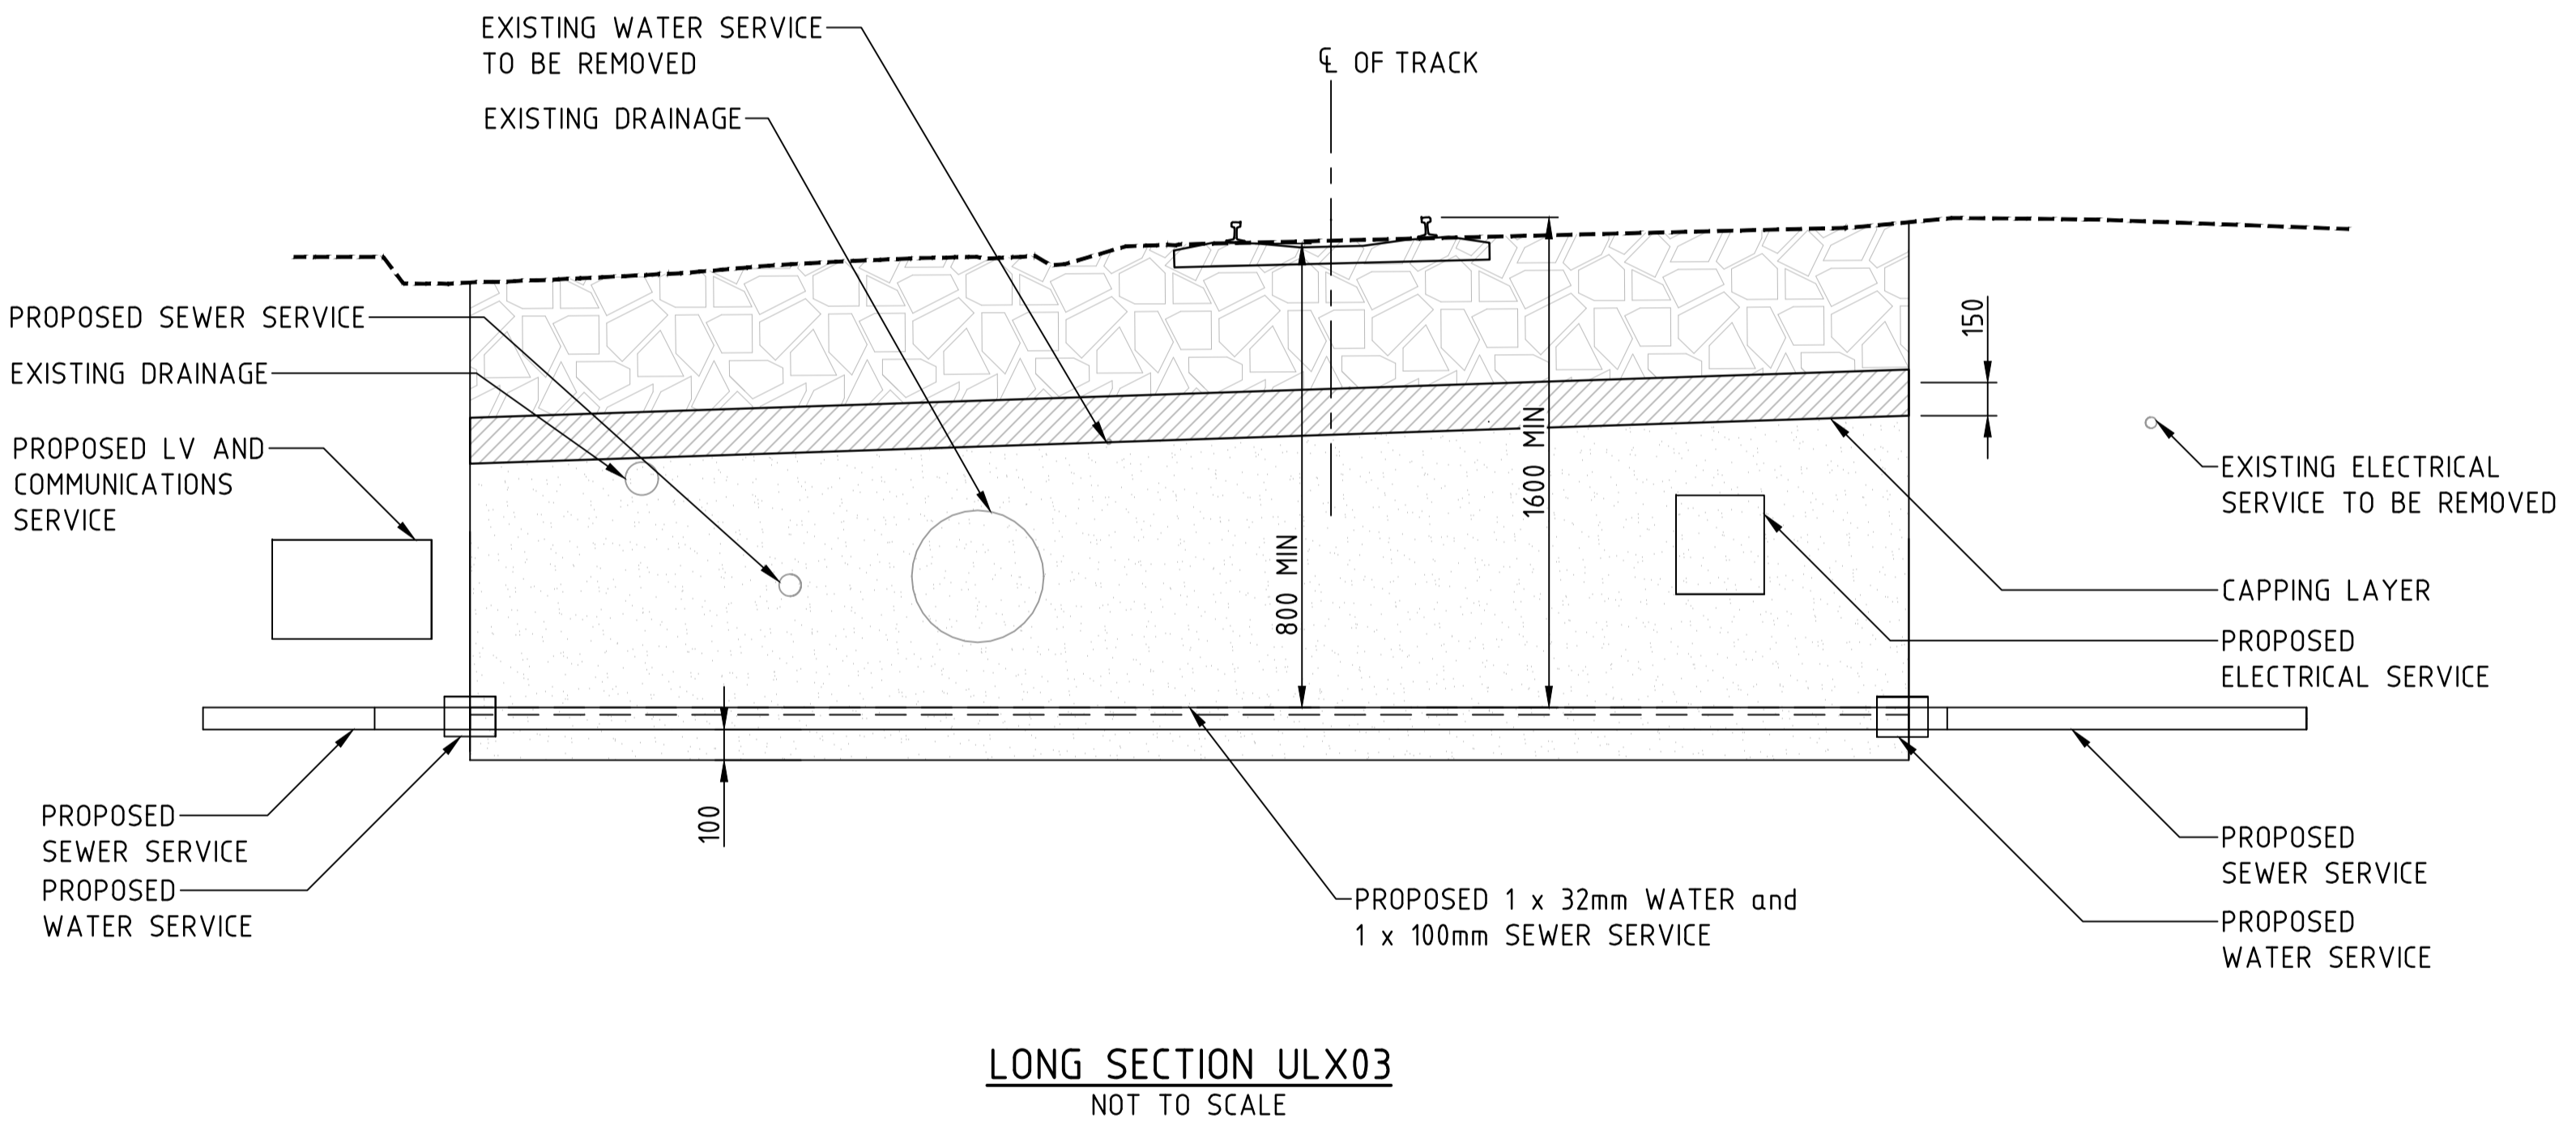 EXISTING WATER SERVICE
TO BE REMOVED
℄ OF TRACK
EXISTING DRAINAGE
PROPOSED SEWER SERVICE
EXISTING DRAINAGE
PROPOSED LV AND
COMMUNICATIONS
SERVICE
150
1600 MIN
800 MIN
EXISTING ELECTRICAL
SERVICE TO BE REMOVED
CAPPING LAYER
PROPOSED
ELECTRICAL SERVICE
100
PROPOSED
SEWER SERVICE
PROPOSED
WATER SERVICE
PROPOSED 1 x 32mm WATER and
1 x 100mm SEWER SERVICE
PROPOSED
SEWER SERVICE
PROPOSED
WATER SERVICE
LONG SECTION ULX03
NOT TO SCALE